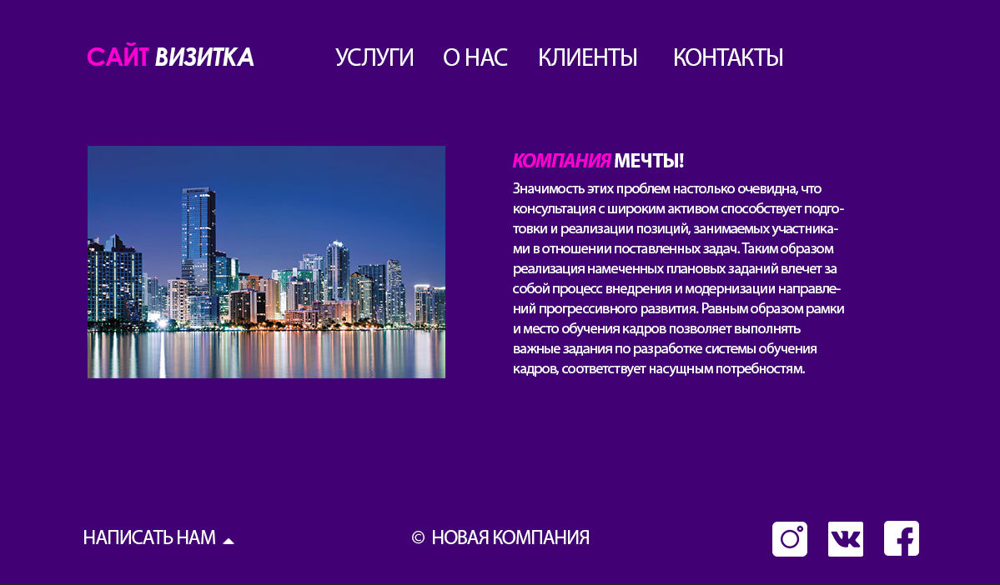 САЙТ ВИЗИТКА
УСЛУГИ
О НАС
КЛИЕНТЫ
КОНТАКТЫ
КОМПАНИЯ МЕЧТЫ!
Значимость этих проблем настолько очевидна, что
консультация с широким активом способствует подго-
товки и реализации позиций, занимаемых участника-
ми в отношении поставленных задач. Таким образом
реализация намеченных плановых заданий влечет за
собой процесс внедрения и модернизации направле-
ний прогрессивного развития. Равным образом рамки
и место обучения кадров позволяет выполнять
важные задания по разработке системы обучения
кадров, соответствует насущным потребностям.
НАПИСАТЬ НАМ
© НОВАЯ КОМПАНИЯ